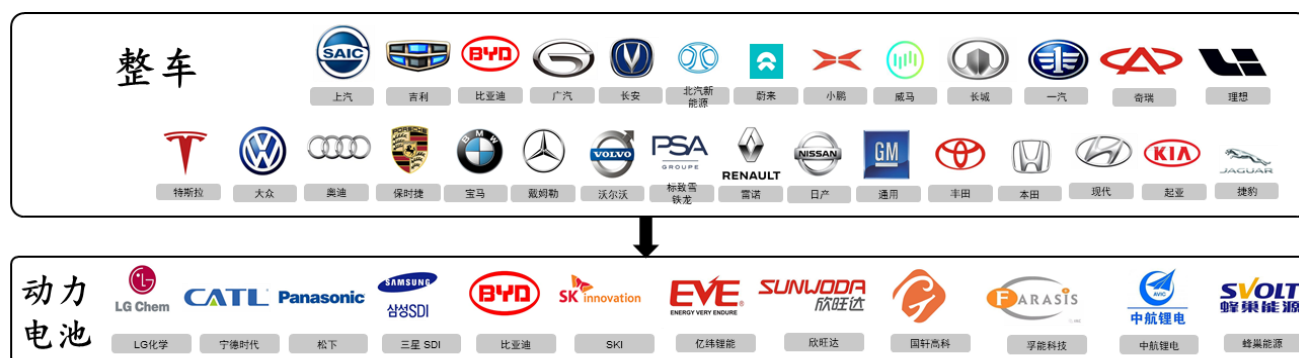 整车
SAIC
BYD
上汽
吉利
比亚迪
广汽
长安
北汽新
能源
蔚来
小鹏
威马
长城
一汽
奇瑞
理想
PORSCHE
BMW
VOLVO
PSA
GROUPE
RENAULT
NISSAN
GM
KIA
JAGUAR
特斯拉
大众
奥迪
保时捷
宝马
戴姆勒
沃尔沃
标致雪
铁龙
雷诺
日产
通用
丰田
本田
现代
起亚
捷豹
动力
电池
LG
LG Chem
CATL
Panasonic
SAMSUNG
삼성SDI
BYD
SK innovation
EVE
ENERGY VERY ENDURE
SUNWODA
欣旺达
FARASIS
AVIC
中航锂电
SVOLT
蜂巢能源
LG化学
宁德时代
松下
三星 SDI
比亚迪
SKI
亿纬锂能
欣旺达
国轩高科
孚能科技
中航锂电
蜂巢能源